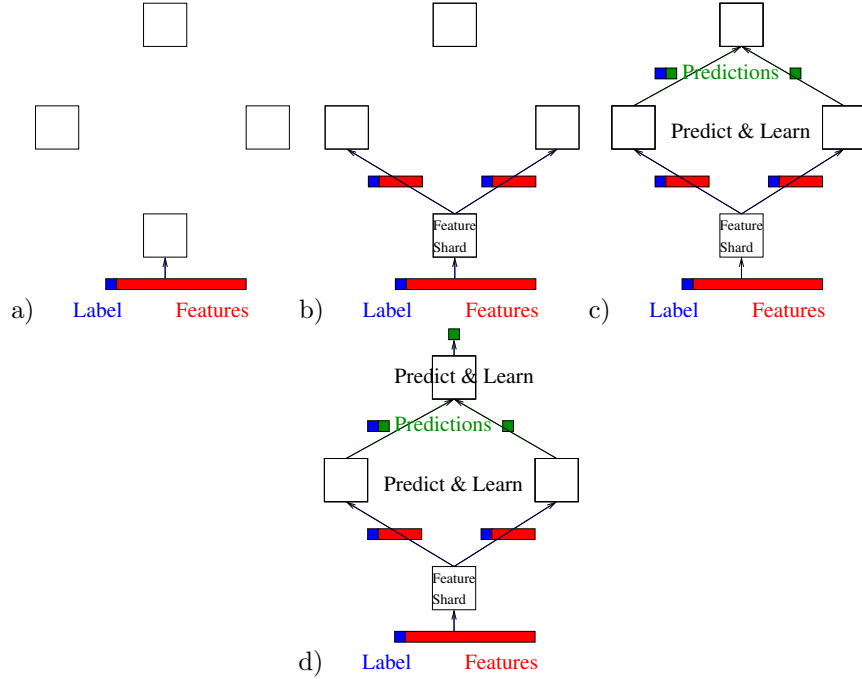 a)
Label Features
Feature
Shard
b)
Label Features
Predictions
Predict & Learn
Feature
Shard
c)
Label Features
Predict & Learn
Predictions
Predict & Learn
Feature
Shard
d)
Label Features